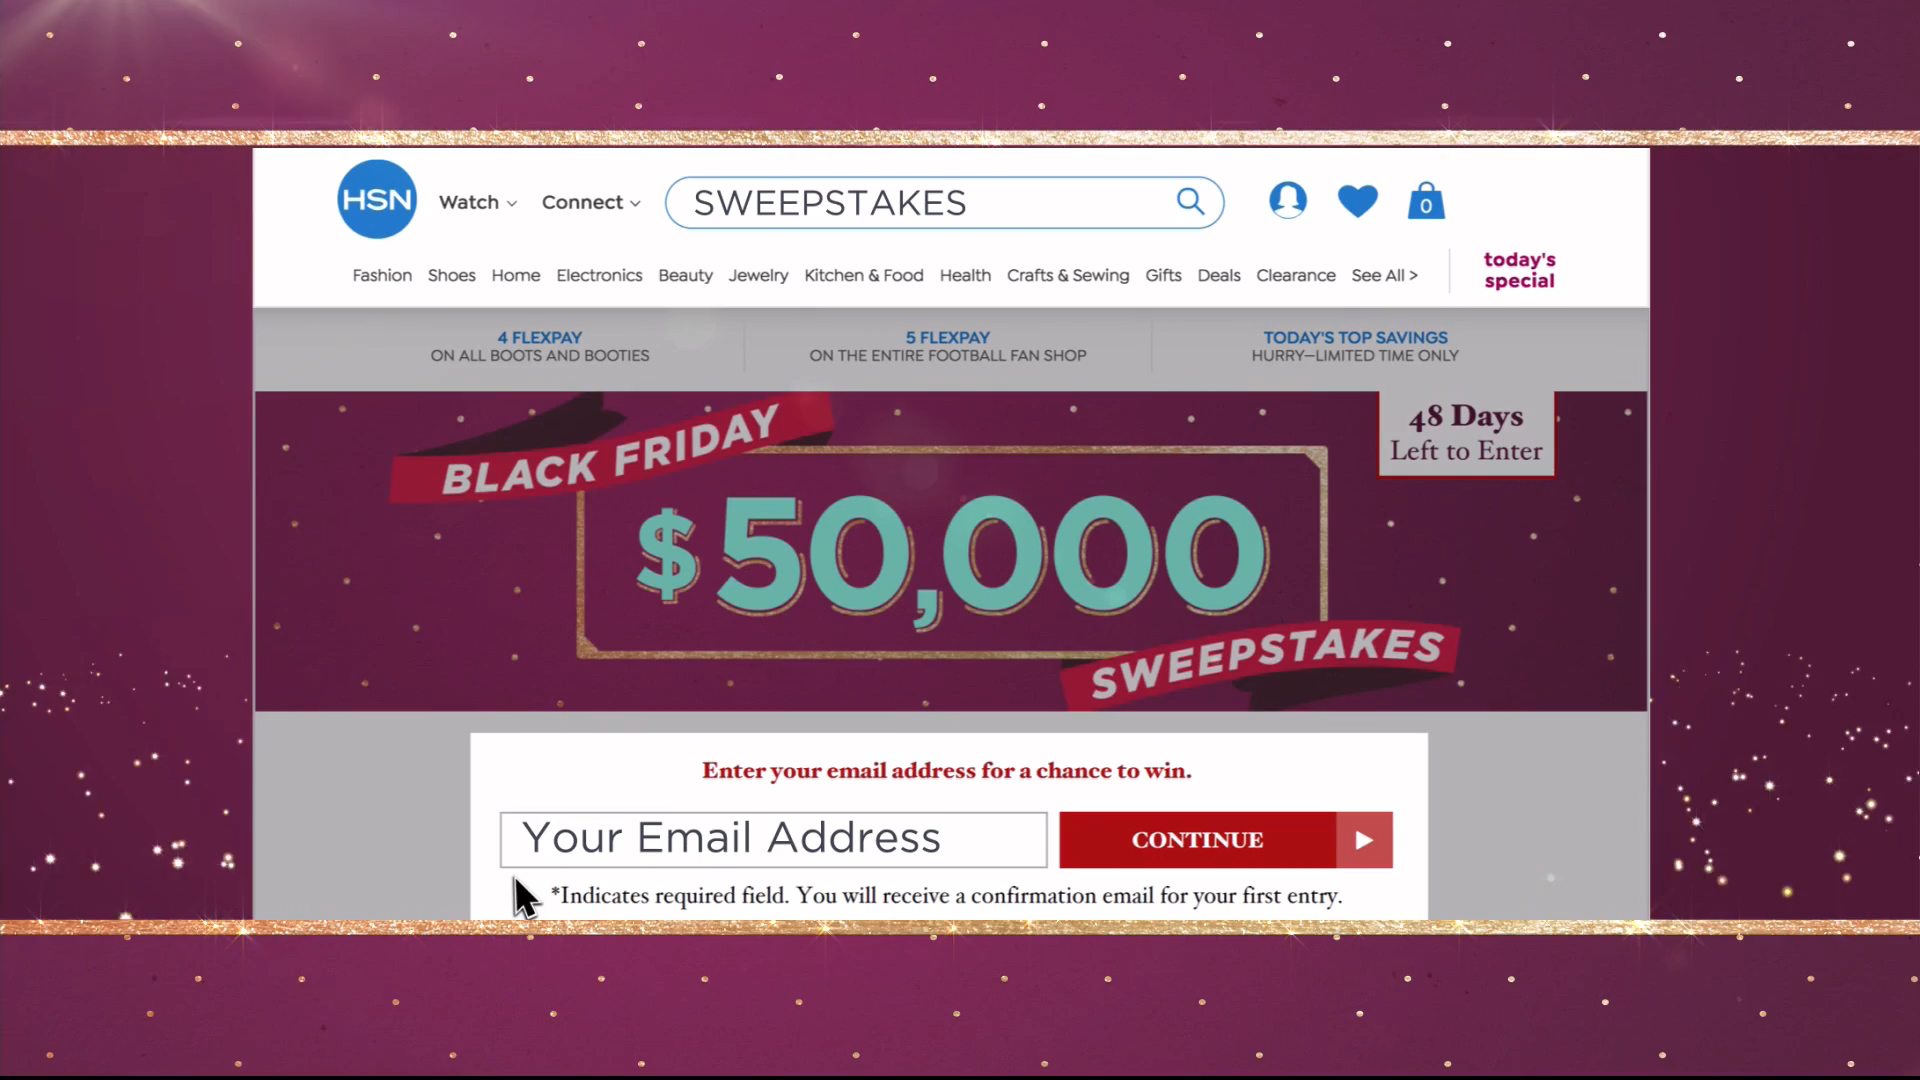 HSN
Watch
Connect
SWEEPSTAKES
0
Fashion Shoes Home Electronics Beauty Jewelry Kitchen & Food Health Crafts & Sewing Gifts Deals Clearance See All >
today's
special
4 FLEXPAY
ON ALL BOOTS AND BOOTIES
5 FLEXPAY
ON THE ENTIRE FOOTBALL FAN SHOP
TODAY'S TOP SAVINGS
HURRY—LIMITED TIME ONLY
48 Days
Left to Enter
BLACK FRIDAY
$50,000
SWEEPSTAKES
Enter your email address for a chance to win.
Your Email Address
CONTINUE
*Indicates required field. You will receive a confirmation email for your first entry.